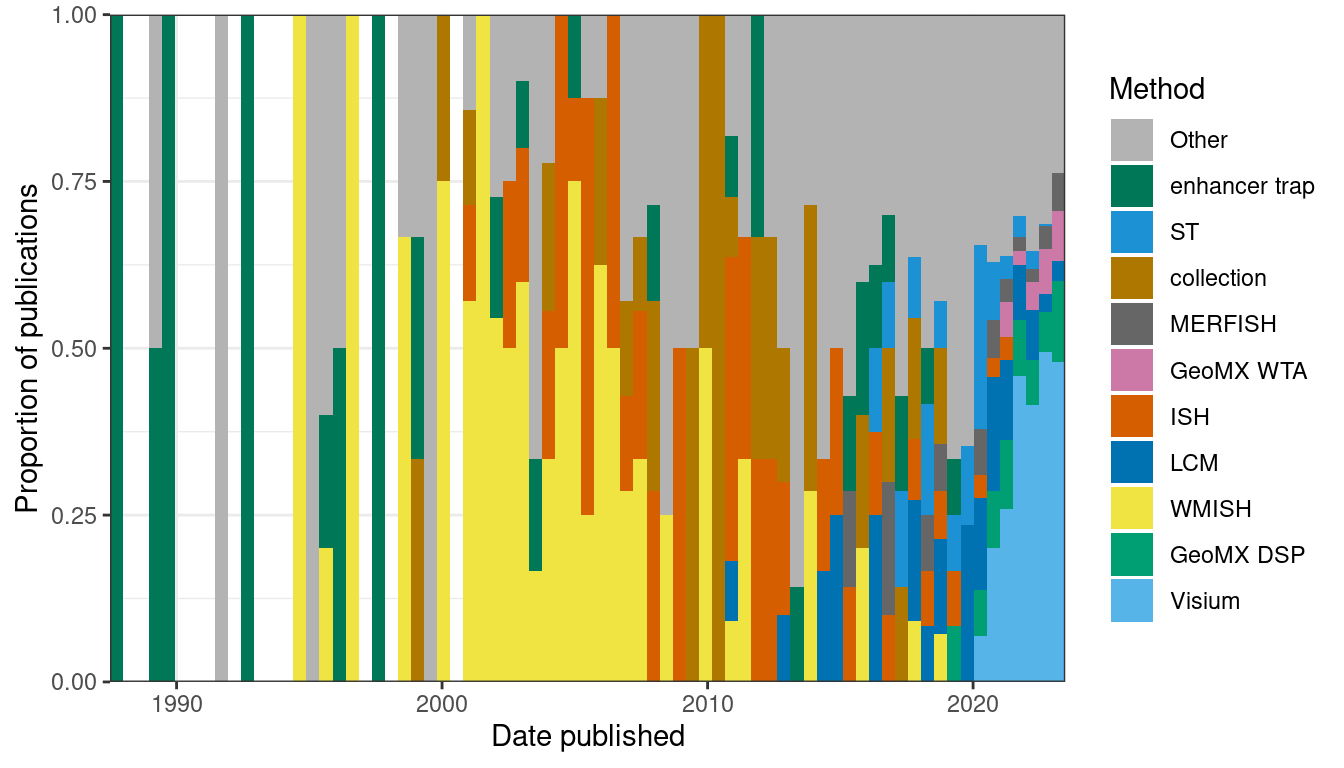 1.00
0.75
0.50
0.25
0.00
Proportion of publications
1990
2000
2010
2020
Date published
Method
Other
enhancer trap
ST
collection
MERFISH
GeoMX WTA
ISH
LCM
WMISH
GeoMX DSP
Visium